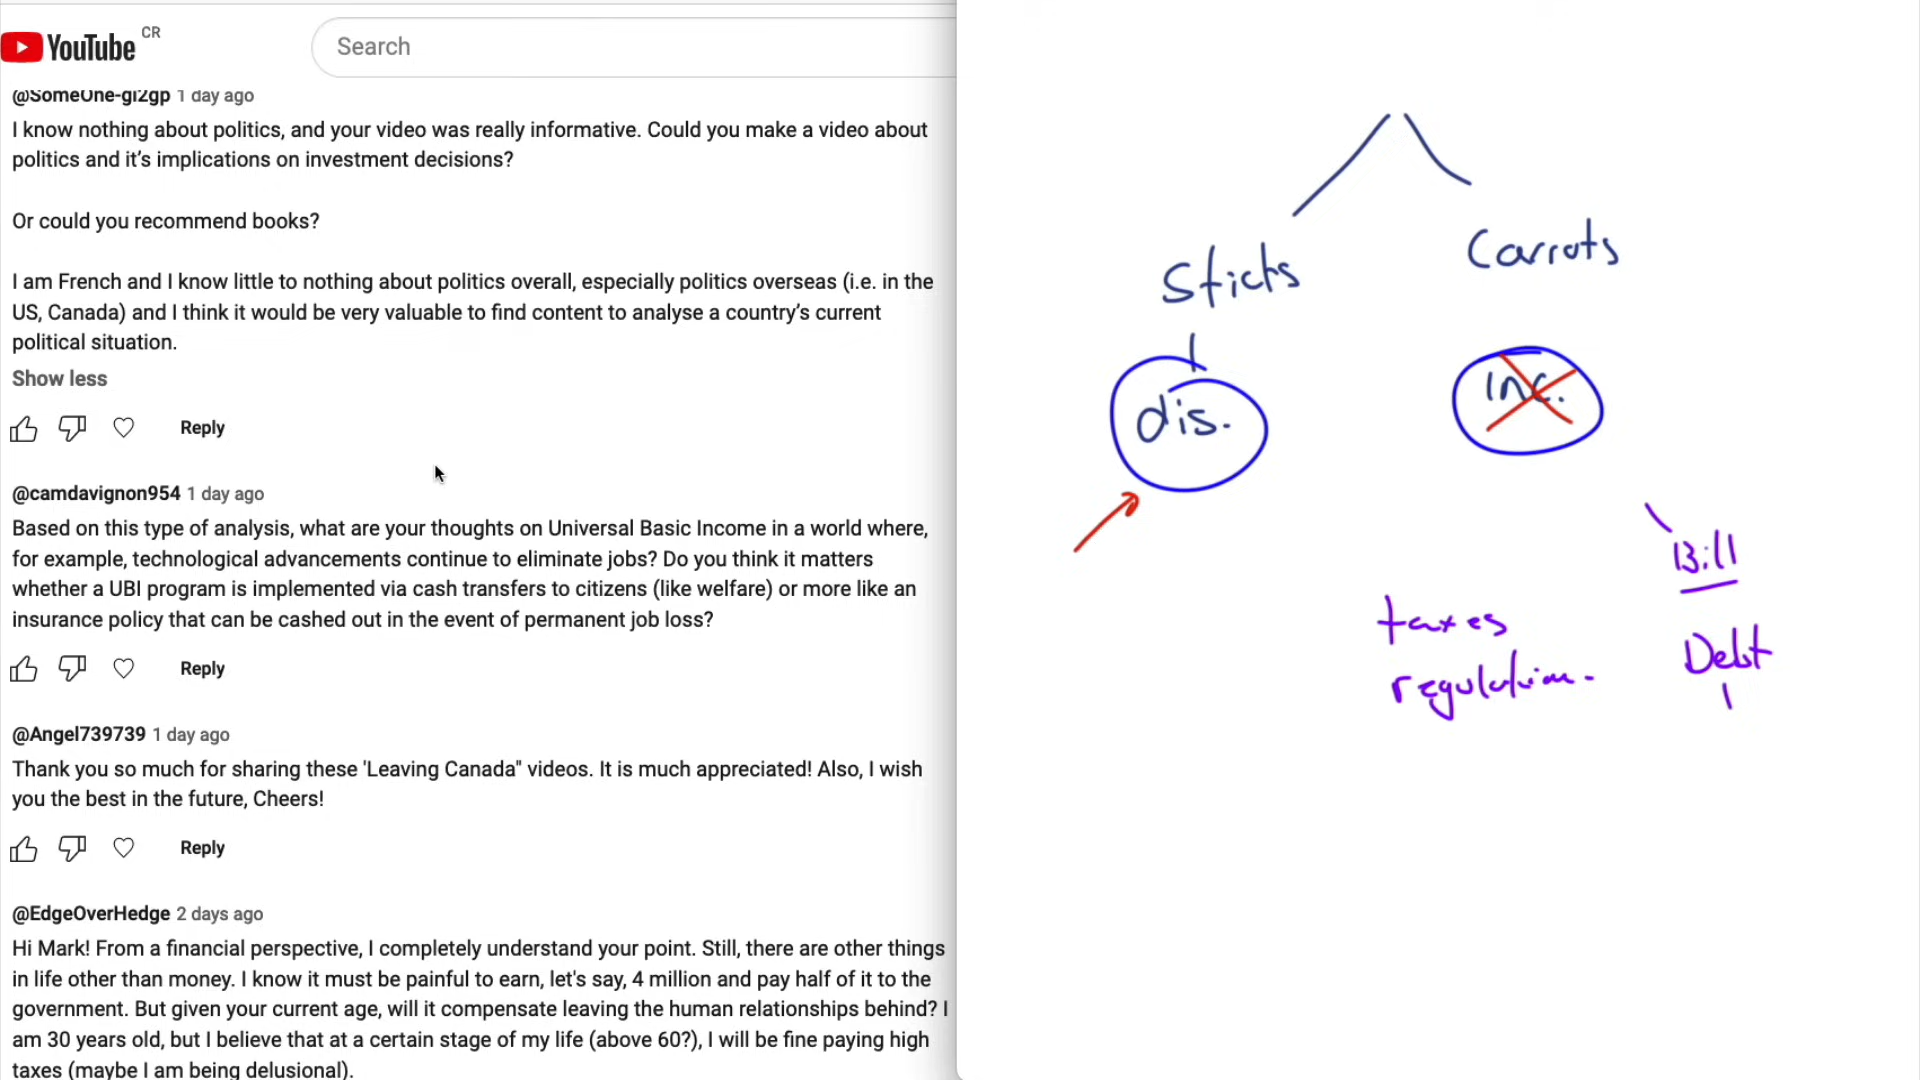 YouTube CR
Search
@SomeOne-gi2gp 1 day ago
I know nothing about politics, and your video was really informative. Could you make a video about
politics and it’s implications on investment decisions?
Or could you recommend books?
I am French and I know little to nothing about politics overall, especially politics overseas (i.e. in the
US, Canada) and I think it would be very valuable to find content to analyse a country’s current
political situation.
Show less
Reply
@camdavignon954 1 day ago
Based on this type of analysis, what are your thoughts on Universal Basic Income in a world where,
for example, technological advancements continue to eliminate jobs? Do you think it matters
whether a UBI program is implemented via cash transfers to citizens (like welfare) or more like an
insurance policy that can be cashed out in the event of permanent job loss?
Reply
@Angel739739 1 day ago
Thank you so much for sharing these 'Leaving Canada" videos. It is much appreciated! Also, I wish
you the best in the future, Cheers!
Reply
@EdgeOverHedge 2 days ago
Hi Mark! From a financial perspective, I completely understand your point. Still, there are other things
in life other than money. I know it must be painful to earn, let's say, 4 million and pay half of it to the
government. But given your current age, will it compensate leaving the human relationships behind? I
am 30 years old, but I believe that at a certain stage of my life (above 60?), I will be fine paying high
taxes (maybe I am being delusional).
Sticks
Carrots
dis.
inc.
Bill
taxes
Debt
regulation.